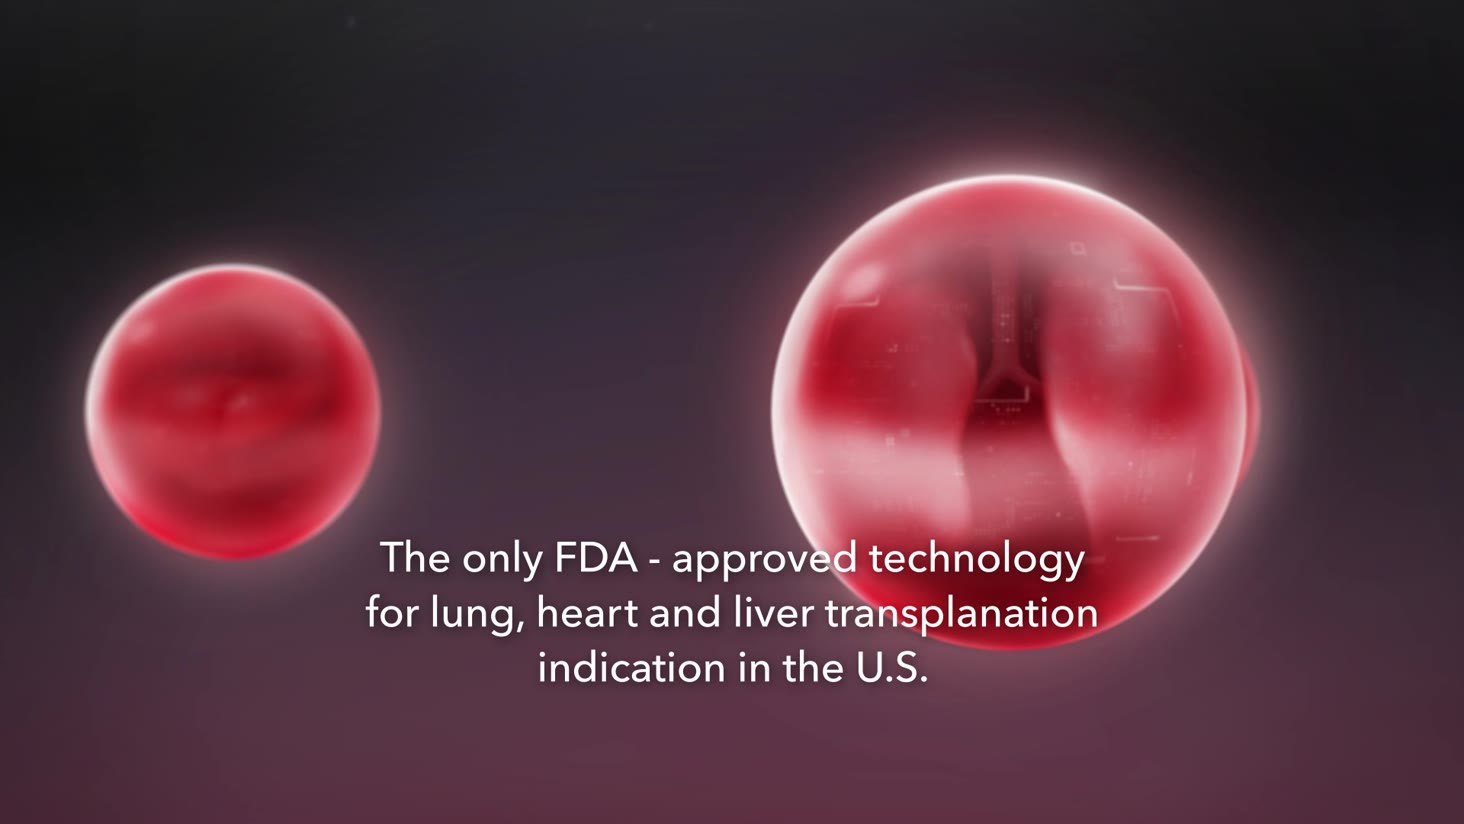 The only FDA - approved technology
for lung, heart and liver transplanation
indication in the U.S.